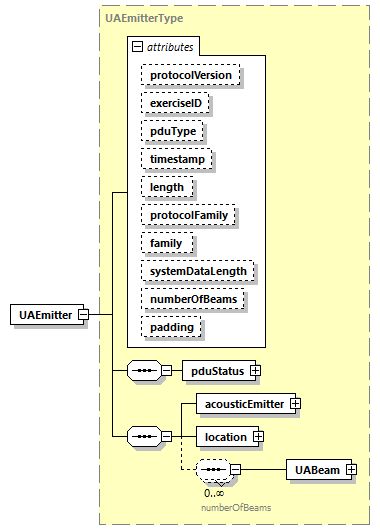 UAEmitterType
attributes
protocolVersion
exerciseID
pduType
timestamp
length
protocolFamily
family
systemDataLength
numberOfBeams
padding
UAEmitter
pduStatus
acousticEmitter
location
UABeam
0..∞
numberOfBeams